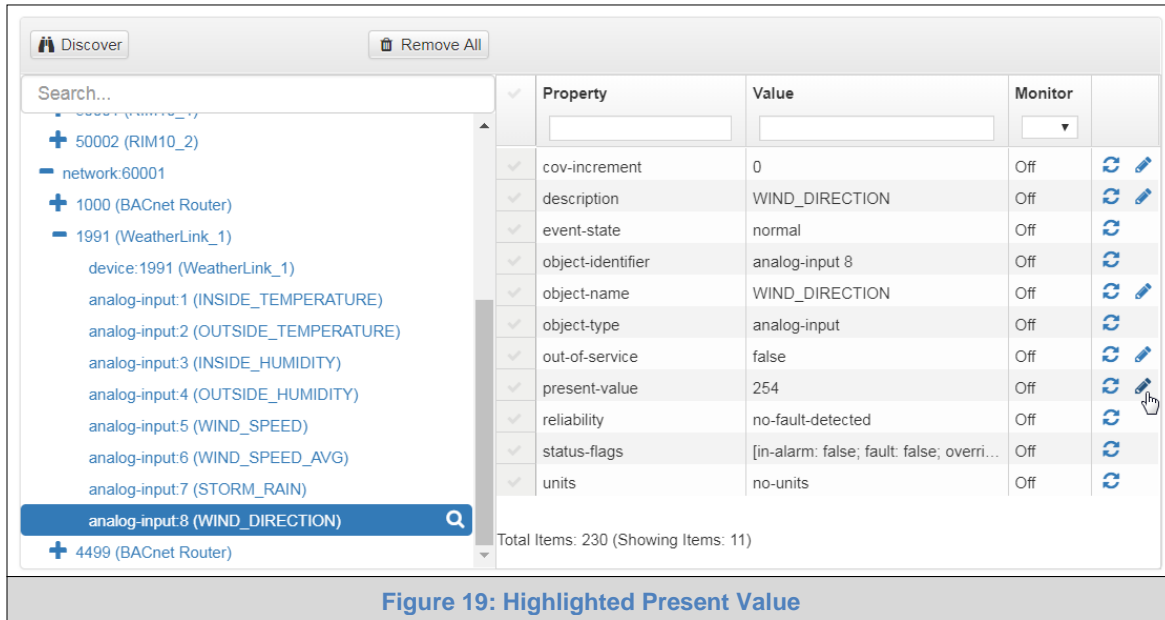 Discover
Remove All
Search...
50002 (RIM10_2)
network:60001
1000 (BACnet Router)
1991 (WeatherLink_1)
device:1991 (WeatherLink_1)
analog-input:1 (INSIDE_TEMPERATURE)
analog-input:2 (OUTSIDE_TEMPERATURE)
analog-input:3 (INSIDE_HUMIDITY)
analog-input:4 (OUTSIDE_HUMIDITY)
analog-input:5 (WIND_SPEED)
analog-input:6 (WIND_SPEED_AVG)
analog-input:7 (STORM_RAIN)
analog-input:8 (WIND_DIRECTION)
4499 (BACnet Router)
Property Value Monitor
cov-increment 0 Off
description WIND_DIRECTION Off
event-state normal Off
object-identifier analog-input 8 Off
object-name WIND_DIRECTION Off
object-type analog-input Off
out-of-service false Off
present-value 254 Off
reliability no-fault-detected Off
status-flags [in-alarm: false; fault: false; overri... Off
units no-units Off
Total Items: 230 (Showing Items: 11)
Figure 19: Highlighted Present Value